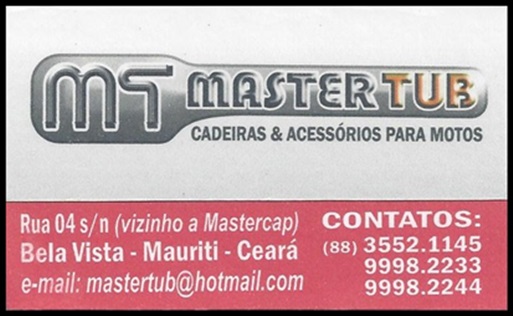 MT MASTERTUB
CADEIRAS & ACESSÓRIOS PARA MOTOS
Rua 04 s/n (vizinho a Mastercap)
Bela Vista - Mauriti - Ceará
e-mail: mastertub@hotmail.com
CONTATOS:
(88) 3552.1145
9998.2233
9998.2244